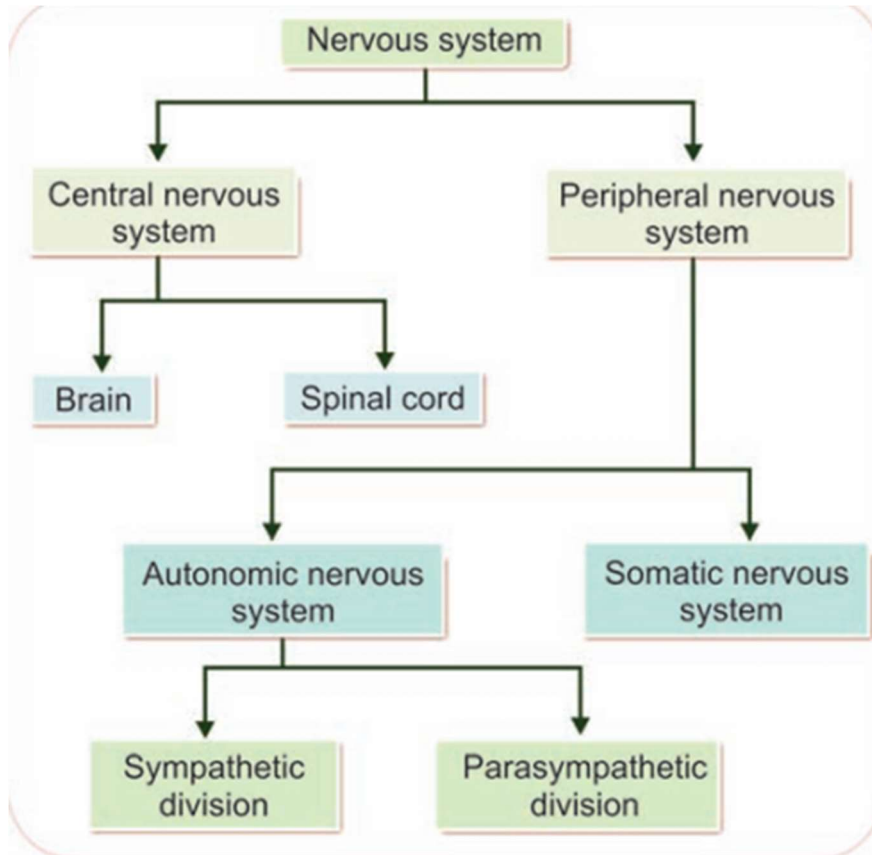 Nervous system
Central nervous
system
Peripheral nervous
system
Brain
Spinal cord
Autonomic nervous
system
Somatic nervous
system
Sympathetic
division
Parasympathetic
division